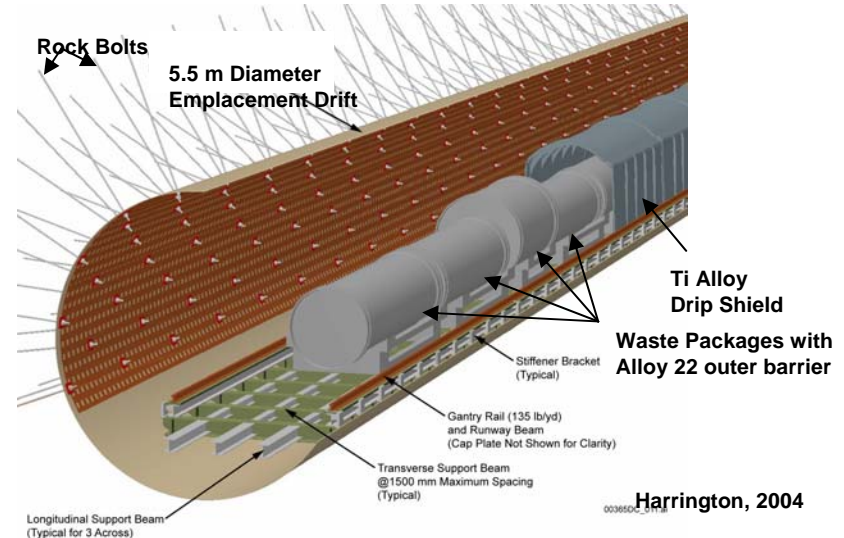 Rock Bolts
5.5 m Diameter
Emplacement Drift
Ti Alloy
Drip Shield
Waste Packages with
Alloy 22 outer barrier
Stiffener Bracket
(Typical)
Gantry Rail (135 lb/yd)
and Runway Beam
(Cap Plate Not Shown for Clarity)
Transverse Support Beam
@1500 mm Maximum Spacing
(Typical)
Harrington, 2004
Longitudinal Support Beam
(Typical for 3 Across)